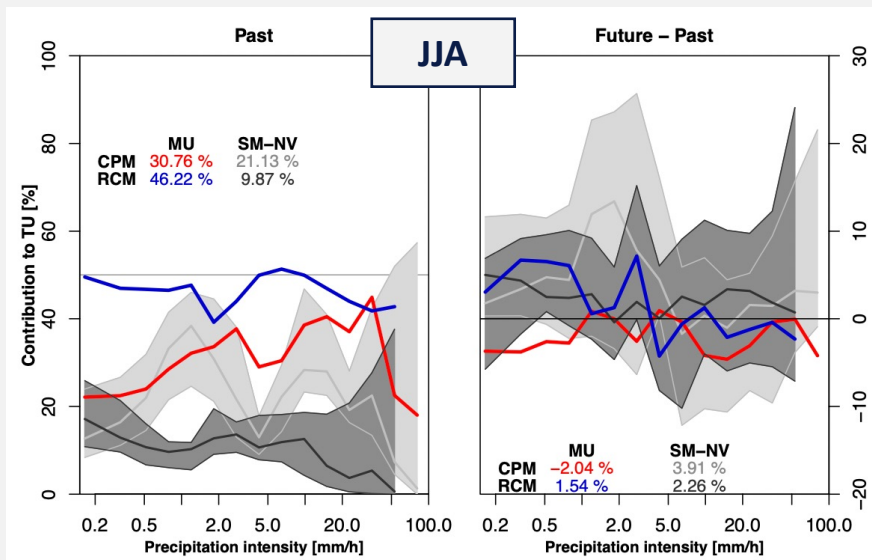 JJA
Past
Future – Past
100
80
60
40
20
0
Contribution to TU [%]
MU SM–NV
CPM 30.76 % 21.13 %
RCM 46.22 % 9.87 %
0.2 0.5 2.0 5.0 20.0 100.0
Precipitation intensity [mm/h]
30
20
10
0
−10
−20
MU SM–NV
CPM −2.04 % 3.91 %
RCM 1.54 % 2.26 %
0.2 0.5 2.0 5.0 20.0 100.0
Precipitation intensity [mm/h]